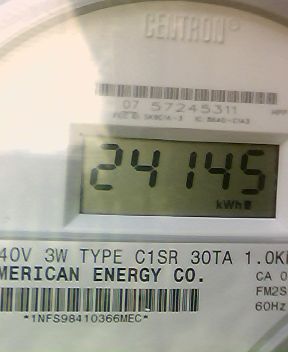 CENTRON®
07 57245311
24145
kWh
40V 3W TYPE C1SR 30TA 1.0K
MERICAN ENERGY CO.
CA 0
FM2S
60Hz
*1NFS98410366MEC*